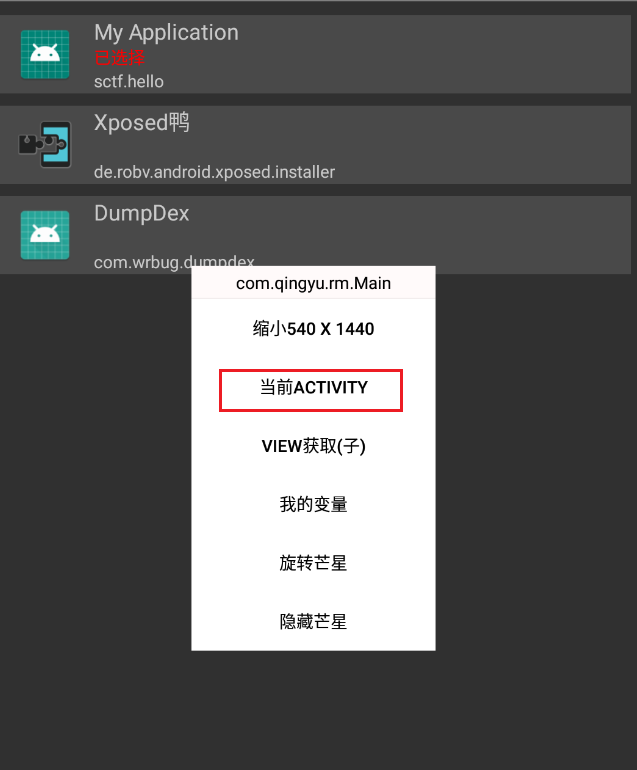 My Application
已选择
sctf.hello
Xposed鸭
de.robv.android.xposed.installer
DumpDex
com.wrbug.dumpdex
com.qingyu.rm.Main
缩小540 X 1440
当前ACTIVITY
VIEW获取(子)
我的变量
旋转芒星
隐藏芒星